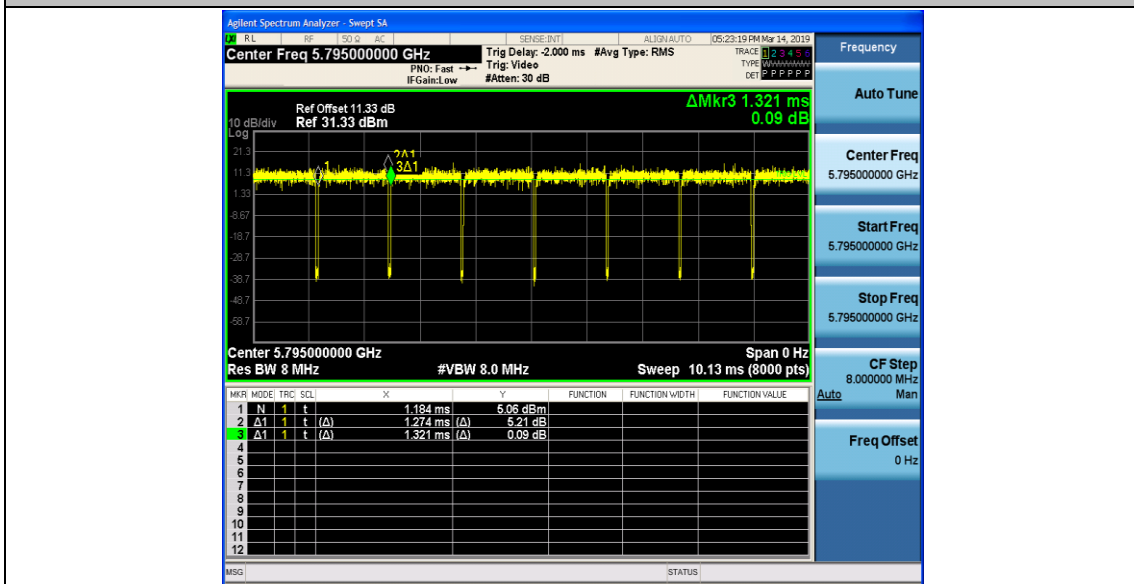 Agilent Spectrum Analyzer - Swept SA
RL RF 50 Ω AC SENSE:INT ALIGN AUTO 05:23:19 PM Mar 14, 2019
Center Freq 5.795000000 GHz Trig Delay: -2.000 ms #Avg Type: RMS TRACE 1 2 3 4 5 6
PNO: Fast Trig: Video TYPE WWWWWW
IFGain:Low #Atten: 30 dB DET P P P P P P
Frequency
Auto Tune
Center Freq
5.795000000 GHz
Start Freq
5.795000000 GHz
Stop Freq
5.795000000 GHz
CF Step
8.000000 MHz
Auto Man
Freq Offset
0 Hz
ΔMkr3 1.321 ms
0.09 dB
Ref Offset 11.33 dB
10 dB/div Ref 31.33 dBm
Log
21.3
11.3
1.33
-8.67
-18.7
-28.7
-38.7
-48.7
-58.7
1
2Δ1
3Δ1
Center 5.795000000 GHz Span 0 Hz
Res BW 8 MHz #VBW 8.0 MHz Sweep 10.13 ms (8000 pts)
MKR MODE TRC SCL X Y FUNCTION FUNCTION WIDTH FUNCTION VALUE
1 N 1 t 1.184 ms 5.06 dBm
2 Δ1 1 t (Δ) 1.274 ms (Δ) 5.21 dB
3 Δ1 1 t (Δ) 1.321 ms (Δ) 0.09 dB
4
5
6
7
8
9
10
11
12
MSG STATUS